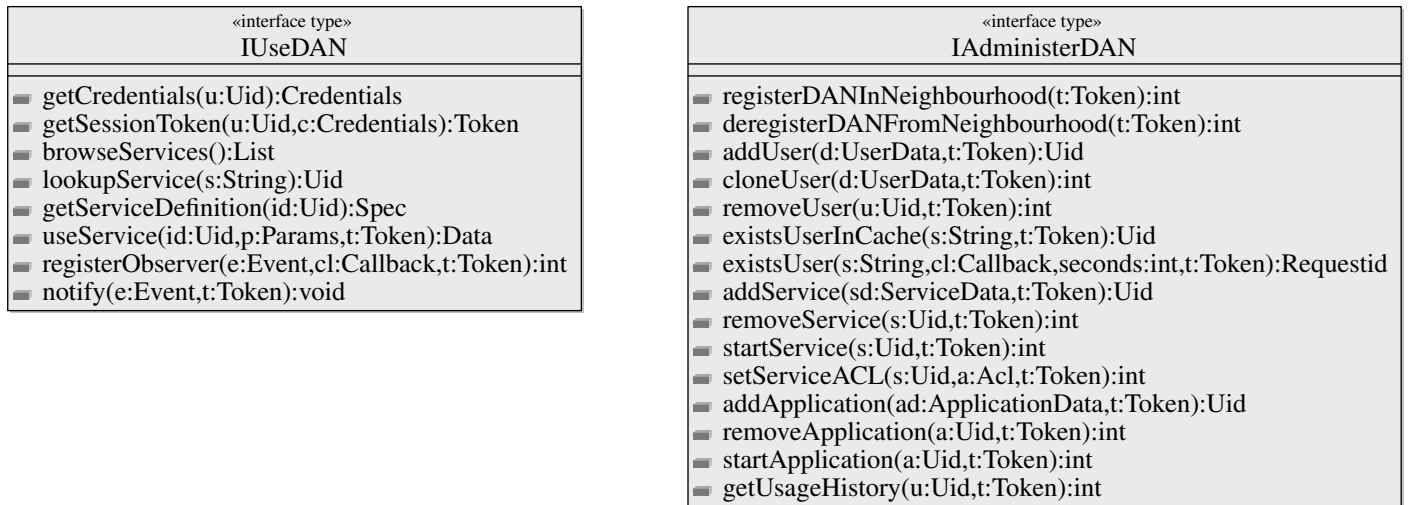 «interface type»
IUseDAN
getCredentials(u:Uid):Credentials
getSessionToken(u:Uid,c:Credentials):Token
browseServices():List
lookupService(s:String):Uid
getServiceDefinition(id:Uid):Spec
useService(id:Uid,p:Params,t:Token):Data
registerObserver(e:Event,cl:Callback,t:Token):int
notify(e:Event,t:Token):void
«interface type»
IAdministerDAN
registerDANInNeighbourhood(t:Token):int
deregisterDANFromNeighbourhood(t:Token):int
addUser(d:UserData,t:Token):Uid
cloneUser(d:UserData,t:Token):int
removeUser(u:Uid,t:Token):int
existsUserInCache(s:String,t:Token):Uid
existsUser(s:String,cl:Callback,seconds:int,t:Token):Requestid
addService(sd:ServiceData,t:Token):Uid
removeService(s:Uid,t:Token):int
startService(s:Uid,t:Token):int
setServiceACL(s:Uid,a:Acl,t:Token):int
addApplication(ad:ApplicationData,t:Token):Uid
removeApplication(a:Uid,t:Token):int
startApplication(a:Uid,t:Token):int
getUsageHistory(u:Uid,t:Token):int